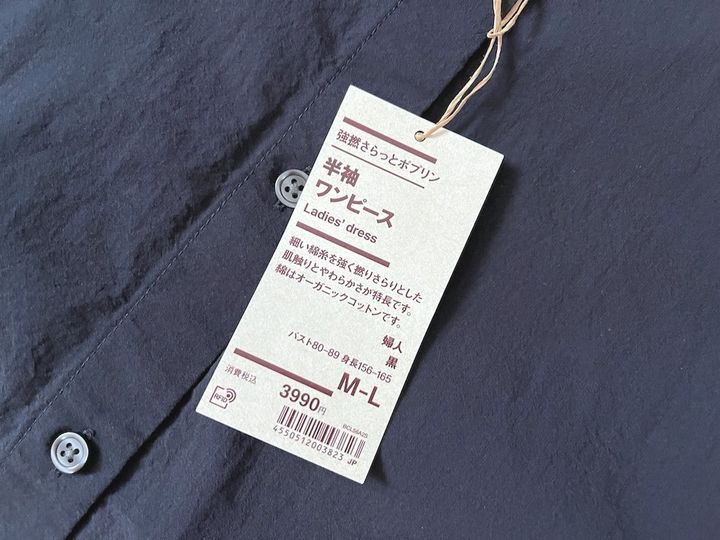 強撚さらっとポプリン
半袖
ワンピース
Ladies' dress
細い綿糸を強く撚りさらりとした
肌触りとやわらかさが特長です。
綿はオーガニックコットンです。
婦人
黒
バスト80-89 身長156-165
M-L
消費税込
3990円
RFID
BCL56A2S
4550512003823 JP